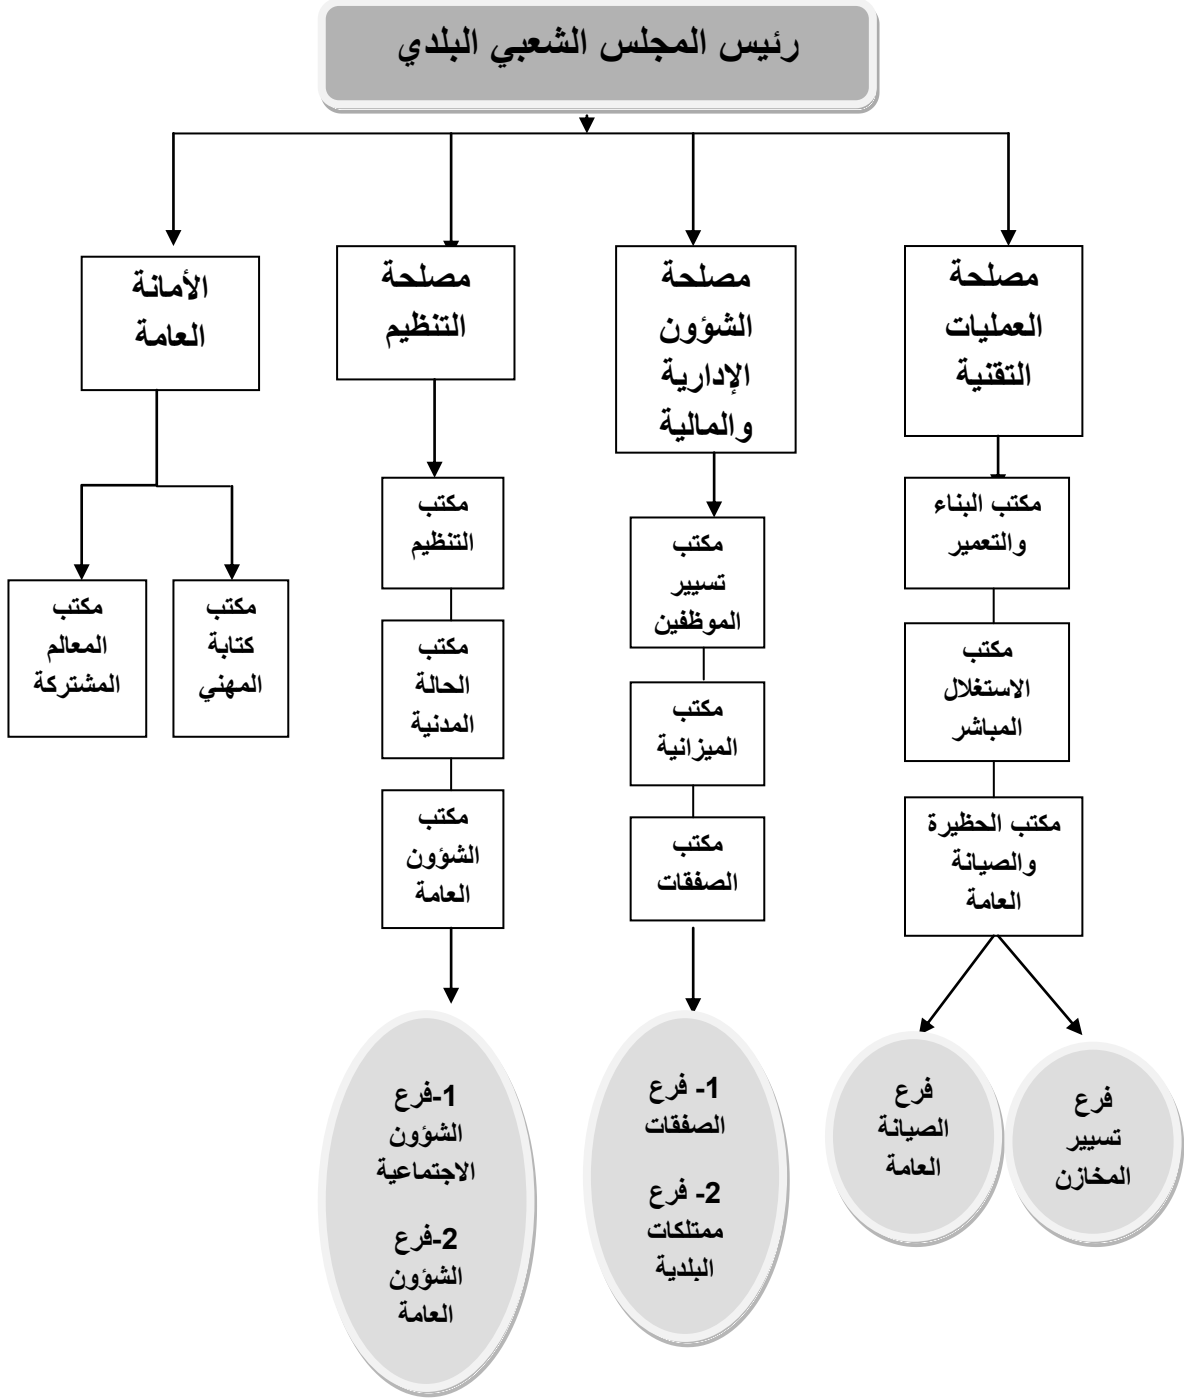 رئيس المجلس الشعبي البلدي
مصلحة
العمليات
التقنية
مصلحة
الشؤون
الإدارية
والمالية
مصلحة
التنظيم
الأمانة
العامة
مكتب البناء
والتعمير
مكتب
الاستغلال
المباشر
مكتب الحظيرة
والصيانة
العامة
مكتب
تسيير
الموظفين
مكتب
الميزانية
مكتب
الصفقات
مكتب
التنظيم
مكتب
الحالة
المدنية
مكتب
الشؤون
العامة
مكتب
كتابة
المهني
مكتب
المعالم
المشتركة
فرع
تسيير
المخازن
فرع
الصيانة
العامة
1- فرع
الصفقات
2- فرع
ممتلكات
البلدية
1-فرع
الشؤون
الاجتماعية
2-فرع
الشؤون
العامة